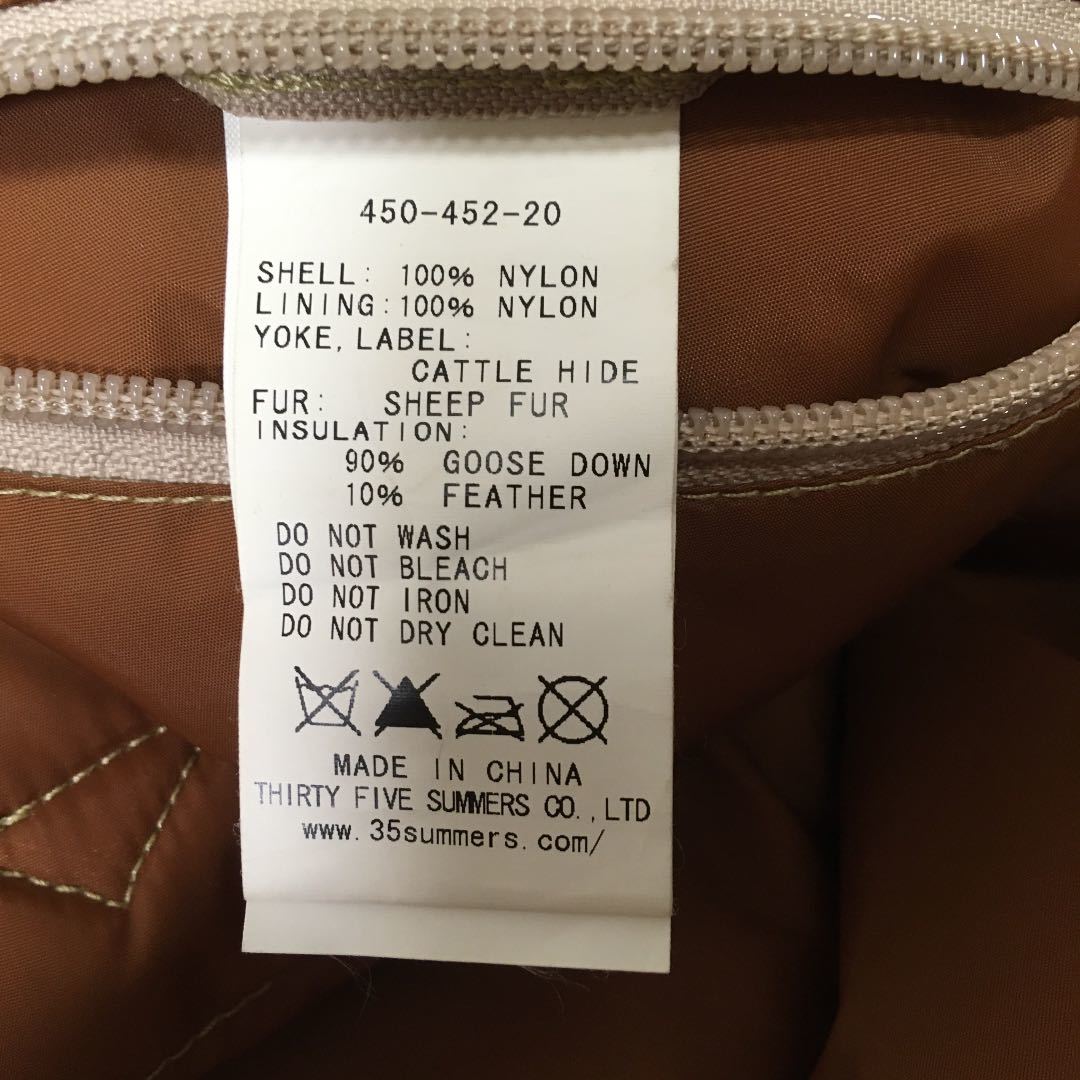 450-452-20
SHELL: 100% NYLON
LINING:100% NYLON
YOKE, LABEL:
CATTLE HIDE
FUR: SHEEP FUR
INSULATION:
90% GOOSE DOWN
10% FEATHER
DO NOT WASH
DO NOT BLEACH
DO NOT IRON
DO NOT DRY CLEAN
MADE IN CHINA
THIRTY FIVE SUMMERS CO.,LTD
www.35summers.com/